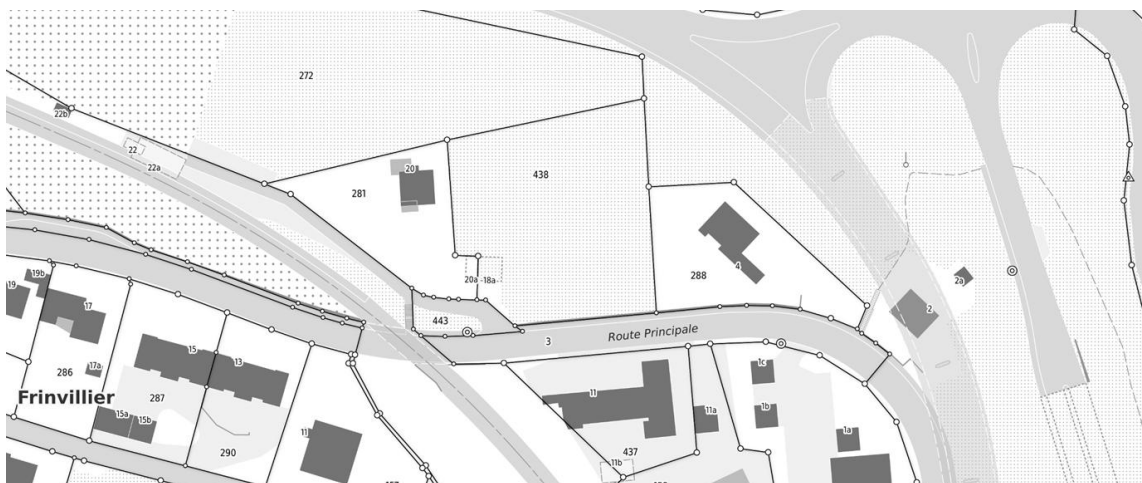 272
22b
22
22a
20
281
438
20a
18a
4
288
443
3
Route Principale
2a
2
19b
19
17
17a
286
Frinvillier
15
13
287
15a
15b
290
11
11
11a
11b
437
1c
1b
1a